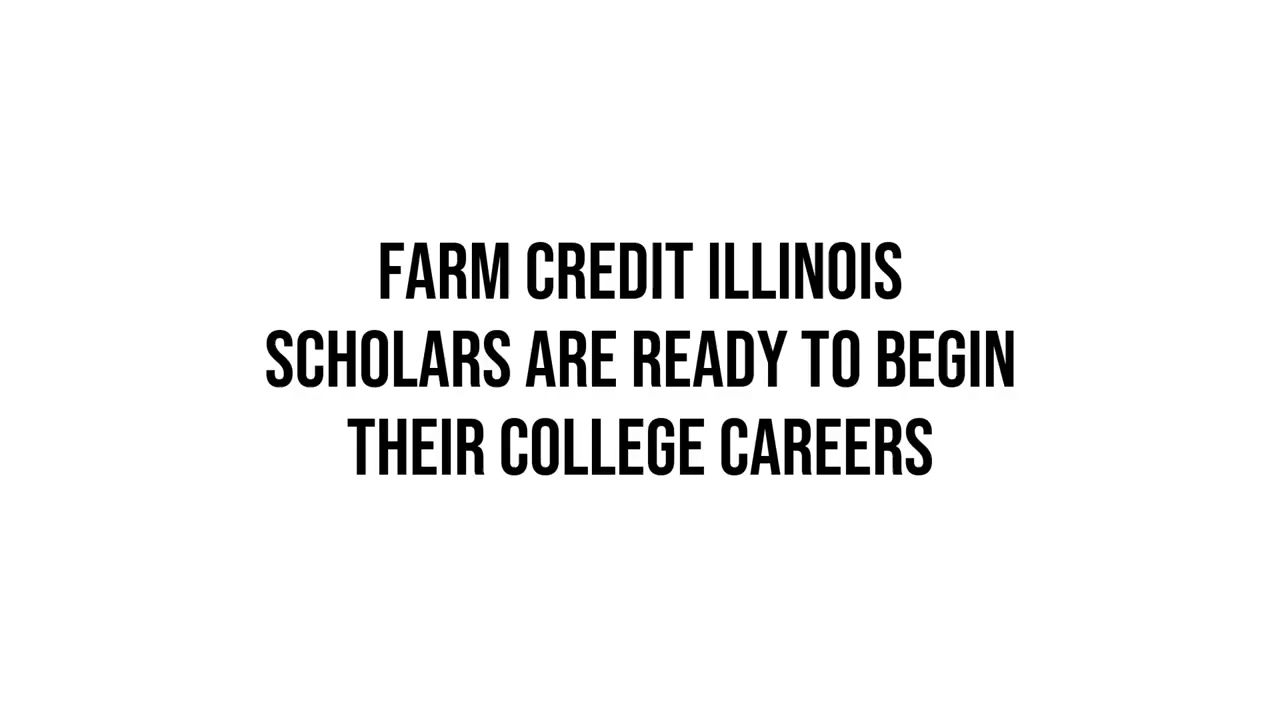 FARM CREDIT ILLINOIS
SCHOLARS ARE READY TO BEGIN
THEIR COLLEGE CAREERS